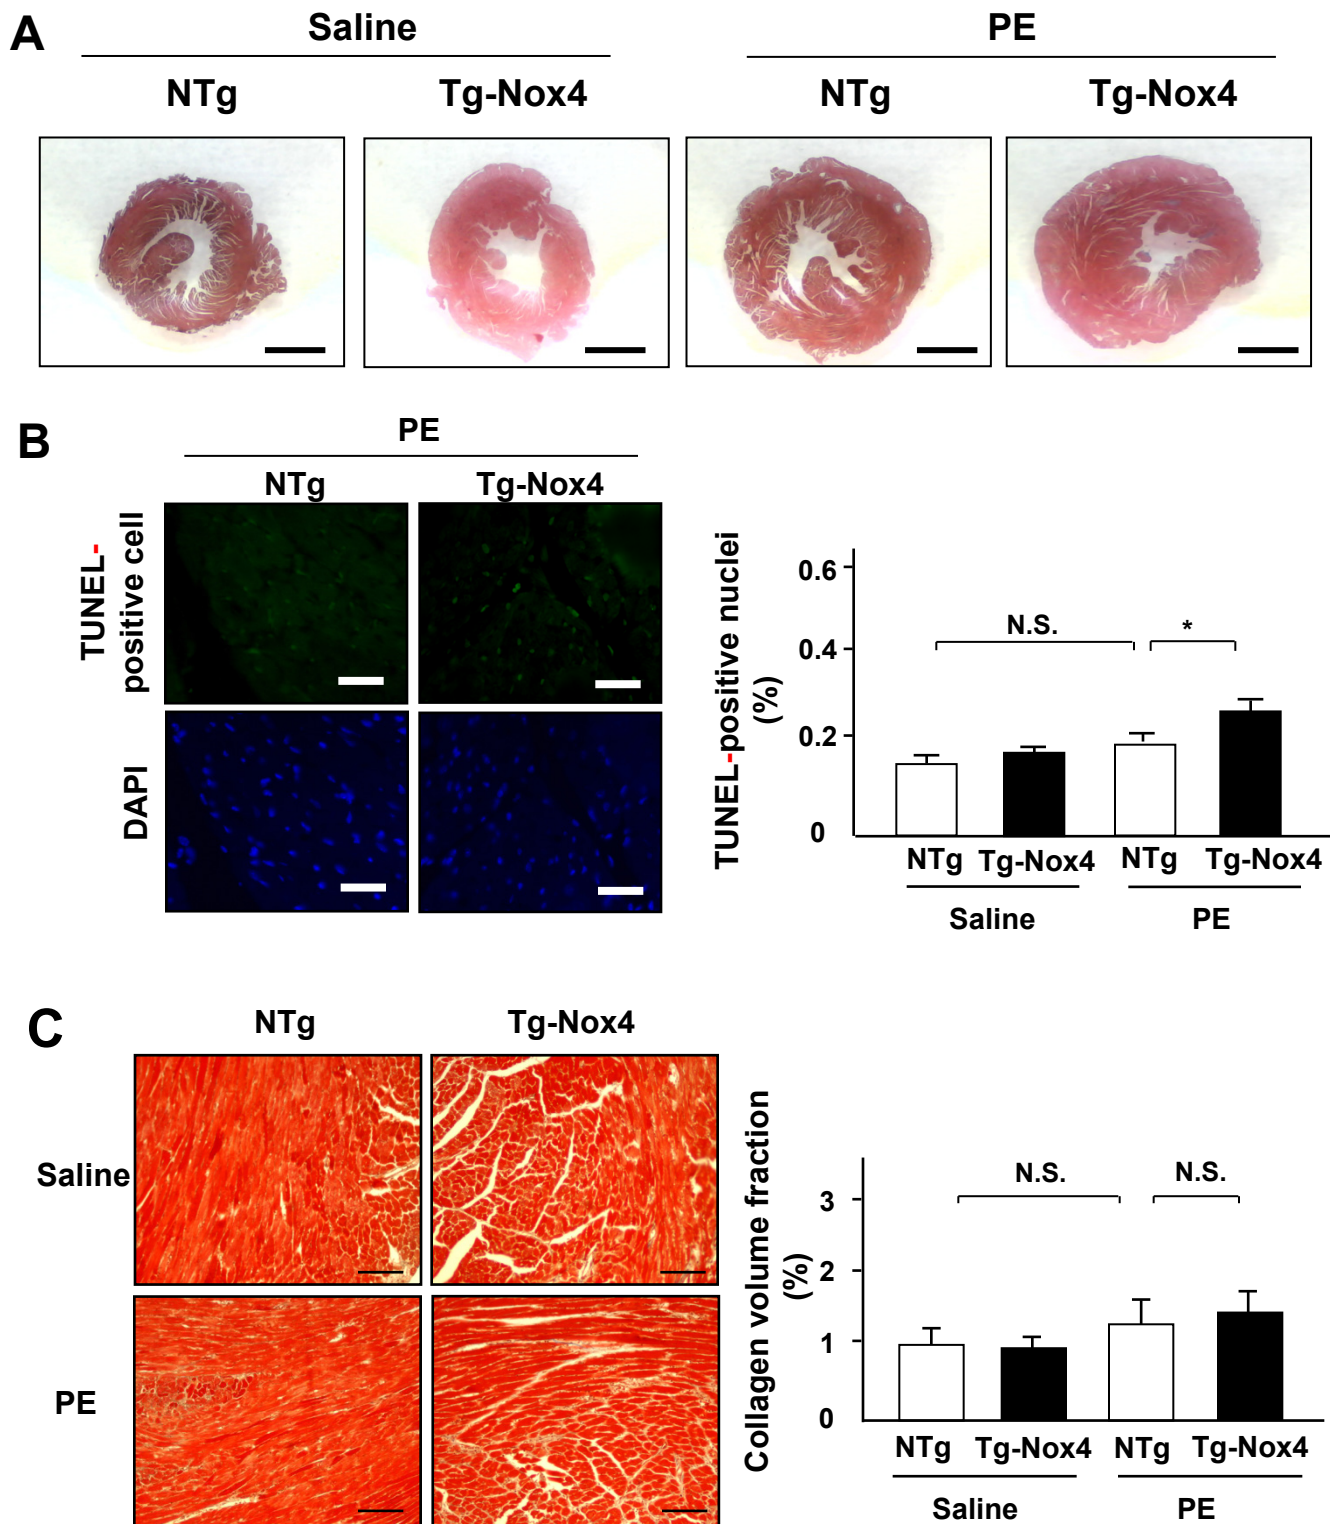 A
Saline
PE
NTg
Tg-Nox4
NTg
Tg-Nox4
B
PE
NTg
Tg-Nox4
TUNEL-
positive cell
DAPI
TUNEL-positive nuclei
(%)
0.6
0.4
0.2
0
N.S.
*
NTg
Tg-Nox4
NTg
Tg-Nox4
Saline
PE
C
NTg
Tg-Nox4
Saline
PE
Collagen volume fraction
(%)
3
2
1
0
N.S.
N.S.
NTg
Tg-Nox4
NTg
Tg-Nox4
Saline
PE